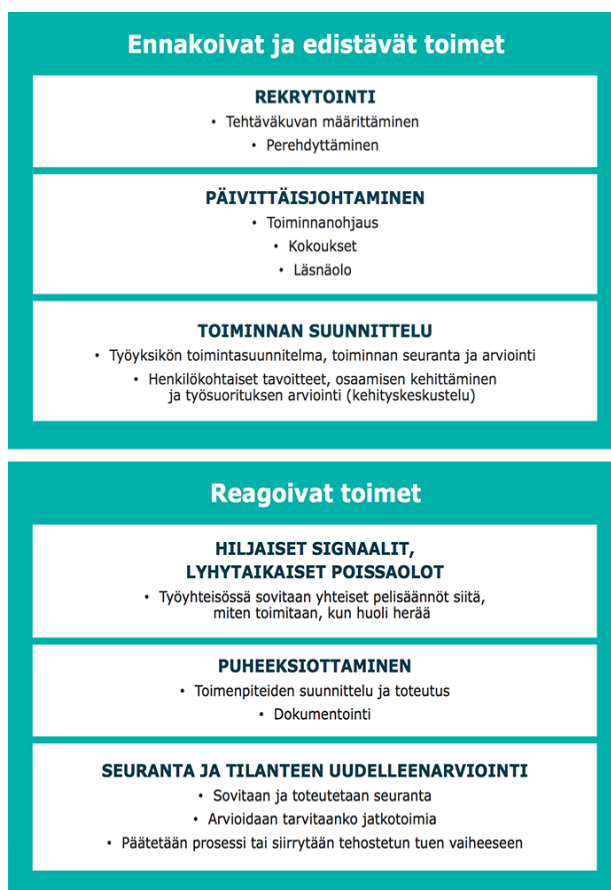 Ennakoivat ja edistävät toimet
REKRYTOINTI
• Tehtäväkuvan määrittäminen
• Perehdyttäminen
PÄIVITTÄISJOHTAMINEN
• Toiminnanohjaus
• Kokoukset
• Läsnäolo
TOIMINNAN SUUNNITTELU
• Työyksikön toimintasuunnitelma, toiminnan seuranta ja arviointi
• Henkilökohtaiset tavoitteet, osaamisen kehittäminen
ja työsuorituksen arviointi (kehityskeskustelu)
Reagoivat toimet
HILJAISET SIGNAALIT,
LYHYTAIKAISET POISSAOLOT
• Työyhteisössä sovitaan yhteiset pelisäännöt siitä,
miten toimitaan, kun huoli herää
PUHEEKSIOTTAMINEN
• Toimenpiteiden suunnittelu ja toteutus
• Dokumentointi
SEURANTA JA TILANTEEN UUDELLEENARVIOINTI
• Sovitaan ja toteutetaan seuranta
• Arvioidaan tarvitaanko jatkotoimia
• Päätetään prosessi tai siirrytään tehostetun tuen vaiheeseen